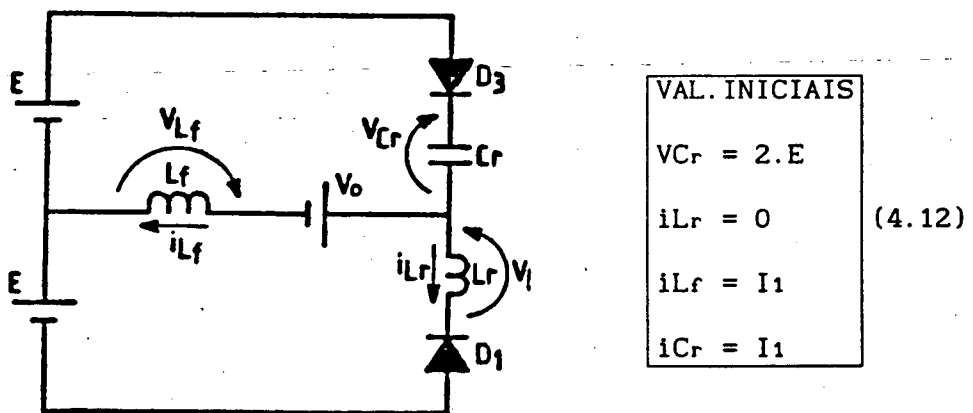 E
VLf
Lf
iLf
Vo
D3
VCr
Cr
iLr
Lr
Vl
D1
E
VAL. INICIAIS
VCr = 2.E
iLr = 0
iLf = I1
iCr = I1
(4.12)